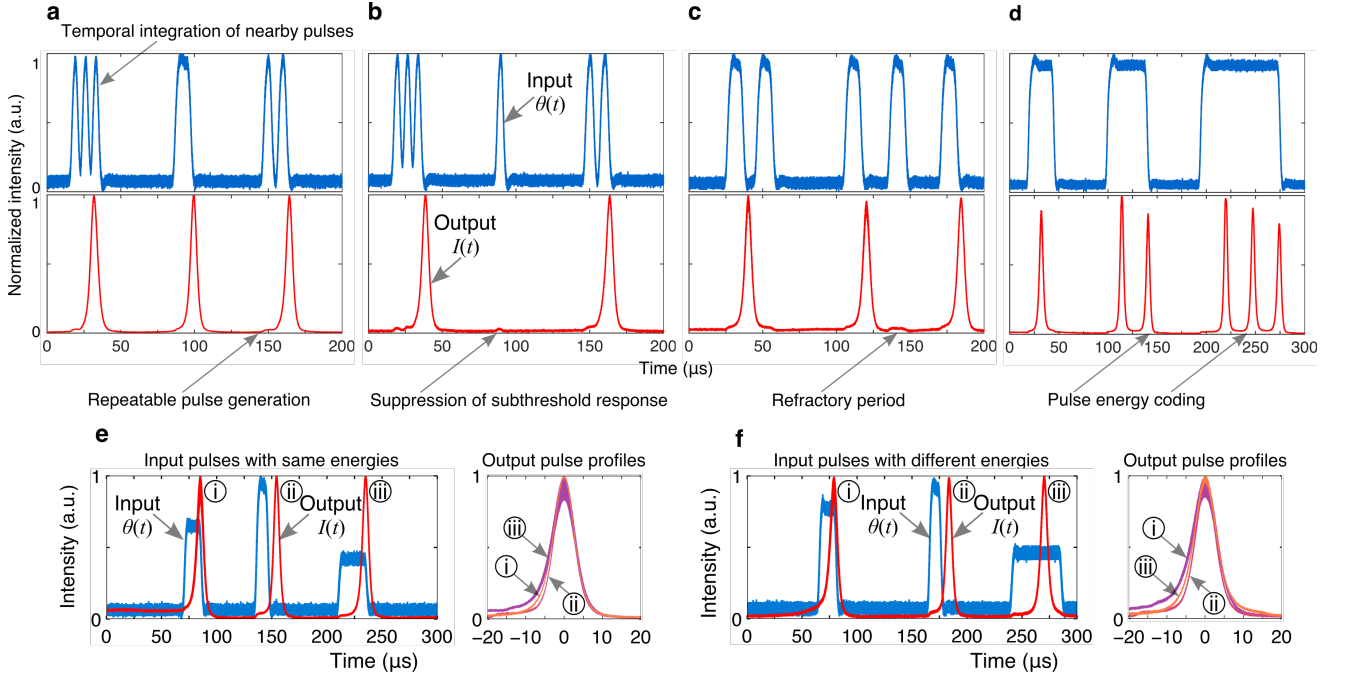 a
b
c
d
Temporal integration of nearby pulses
Normalized intensity (a.u.)
1
0
1
0
Input
θ(t)
Output
I(t)
0 50 100 150 200
0 50 100 150 200
0 50 100 150 200
0 50 100 150 200 250 300
Time (µs)
Repeatable pulse generation
Suppression of subthreshold response
Refractory period
Pulse energy coding
e
Input pulses with same energies
Output pulse profiles
Intensity (a.u.)
1
0
Input
θ(t)
i
ii
Output
I(t)
iii
0 50 100 150 200 250 300
Time (µs)
1
0
iii
i
ii
−20 −10 0 10 20
f
Input pulses with different energies
Output pulse profiles
Intensity (a.u.)
1
0
i
Input
θ(t)
ii
Output
I(t)
iii
0 50 100 150 200 250 300
Time (µs)
1
0
i
iii
ii
−20 −10 0 10 20